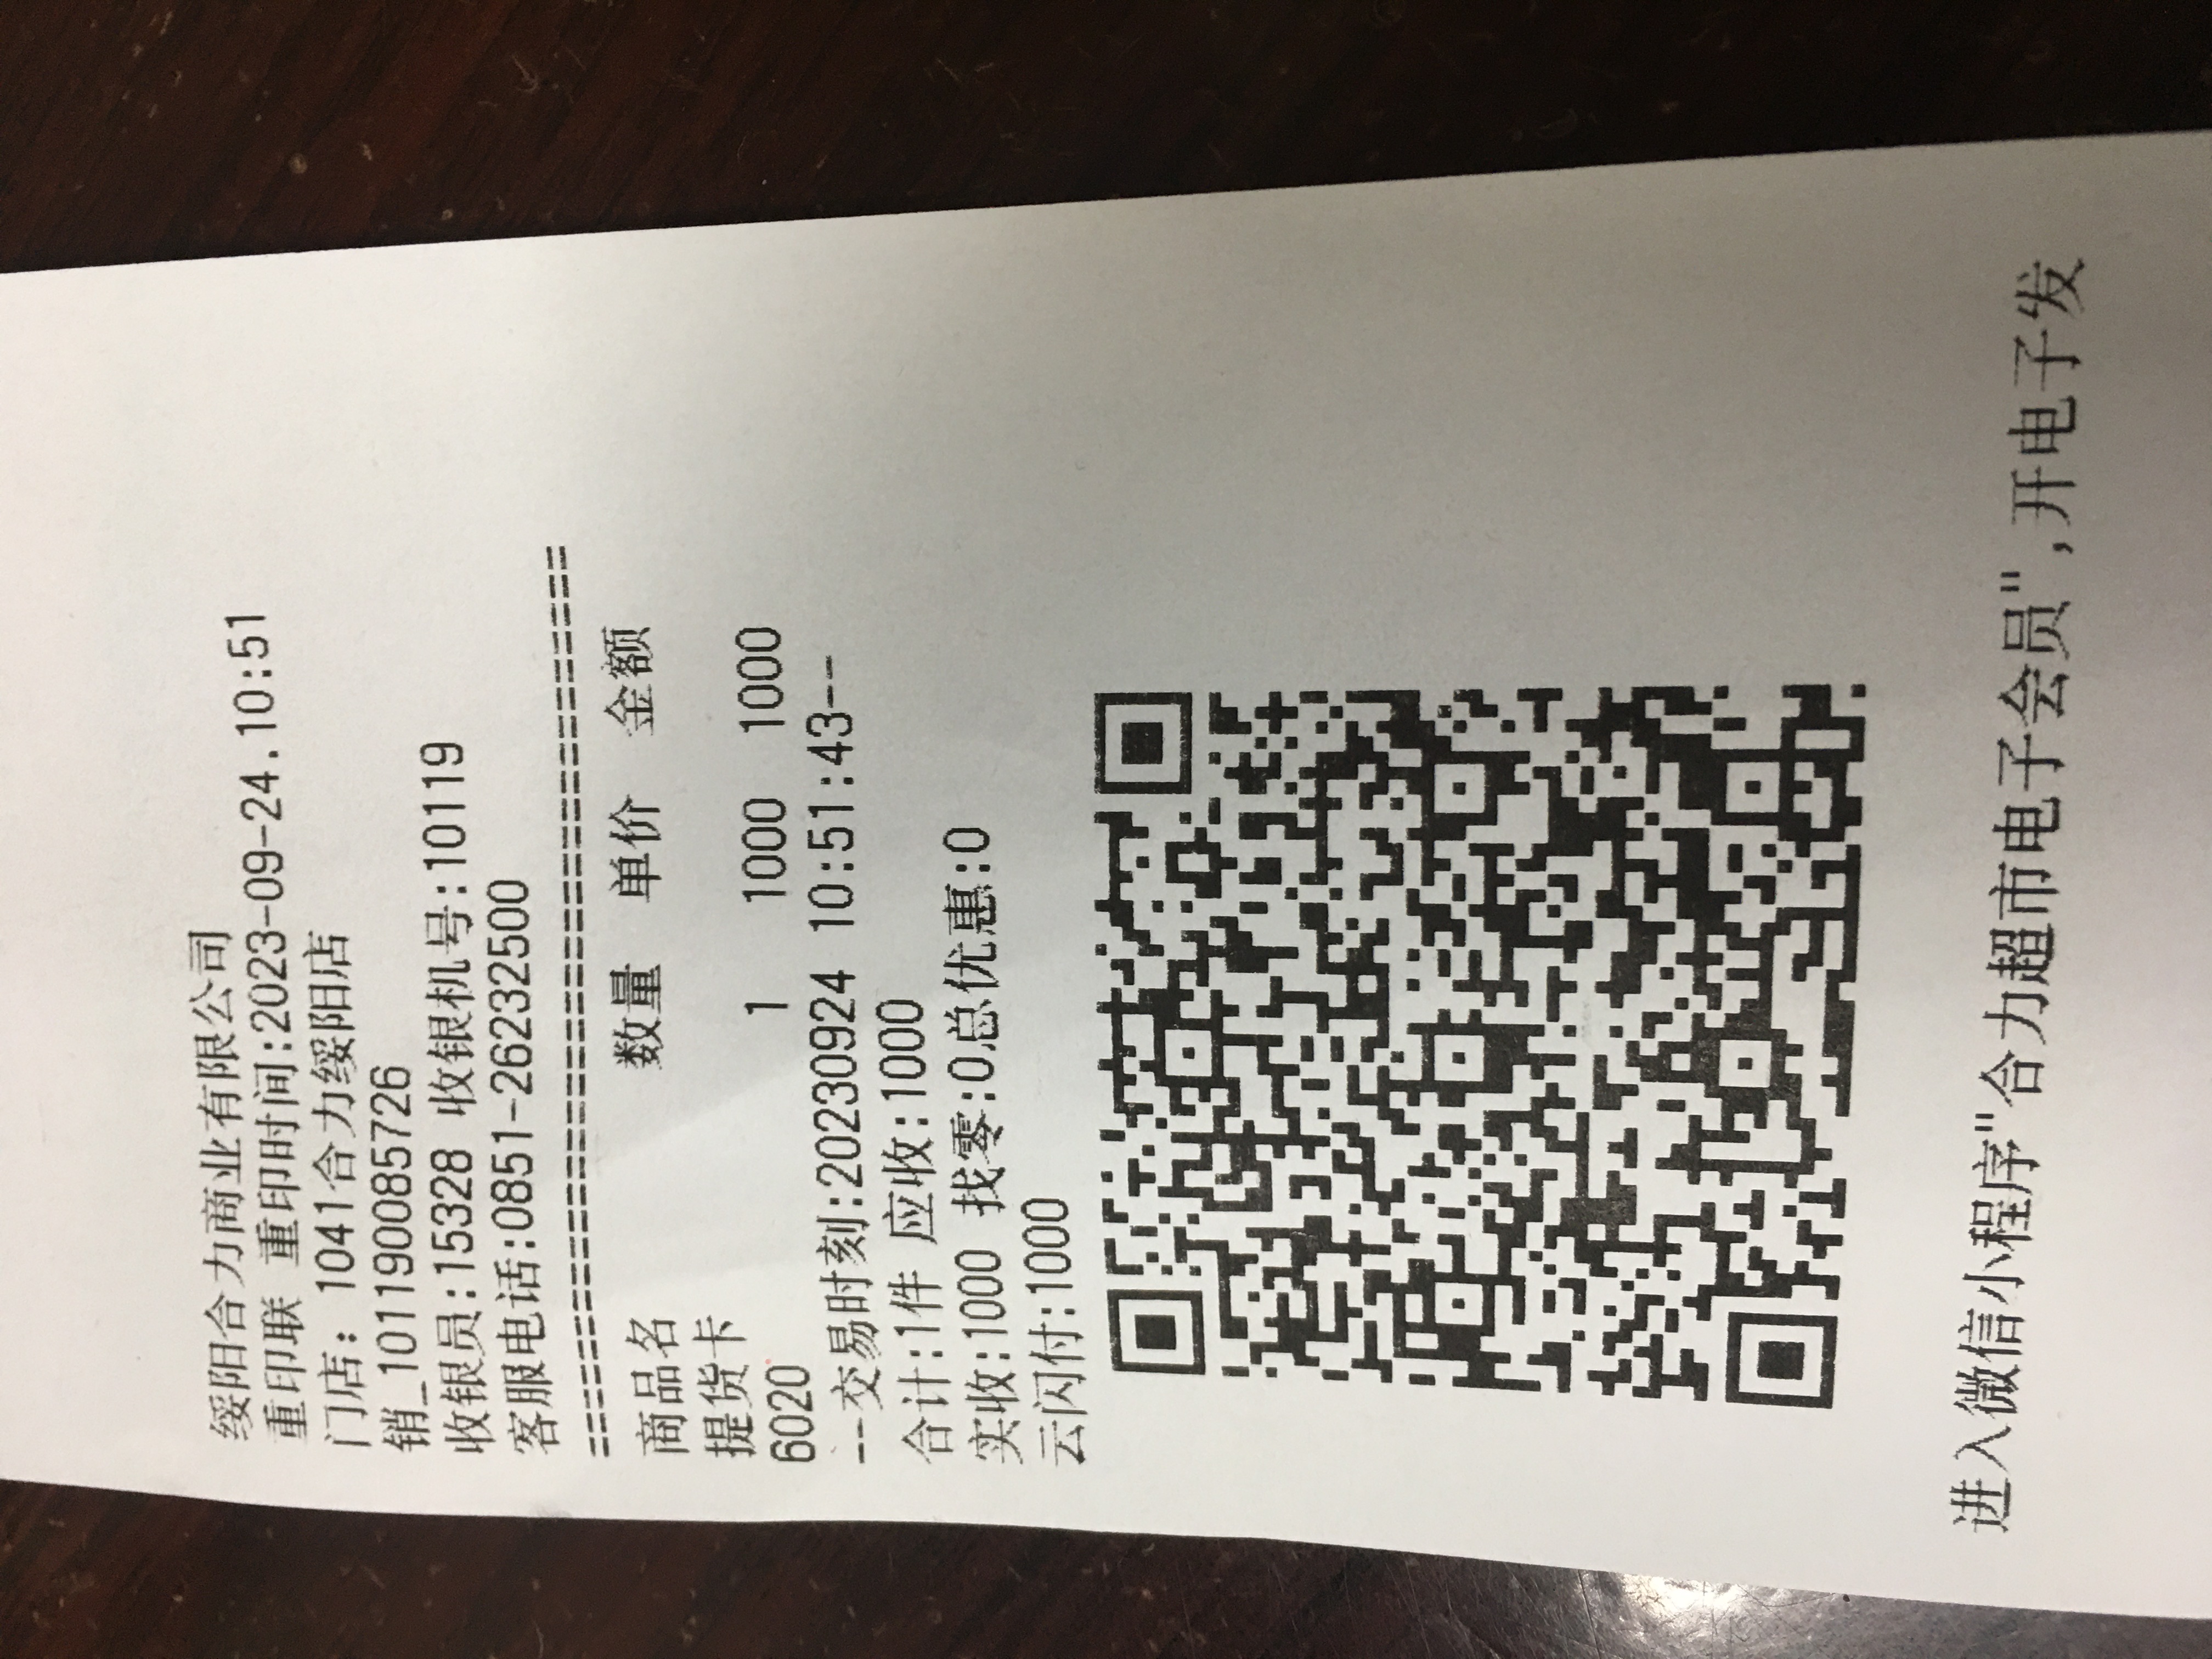 绥阳合力商业有限公司
重印联 重印时间:2023-09-24.10:51
门店: 1041合力绥阳店
销_10119000857726
收银员:15328 收银机号:10119
客服电话:0851-26232500
==========================================
商品名 数量 单价 金额
提货卡
6020 1 1000 1000
--交易时刻:20230924 10:51:43--
合计:1件 应收:1000
实收:1000 找零:0总优惠:0
云闪付:1000
进入微信小程序"合力超市电子会员",开电子发